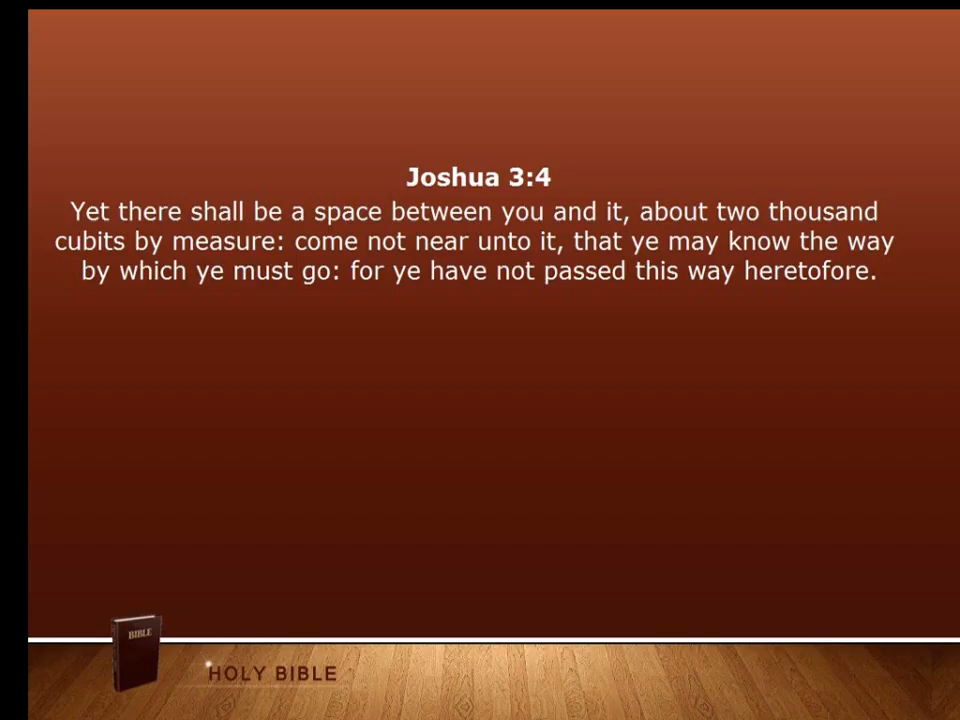 Joshua 3:4
Yet there shall be a space between you and it, about two thousand
cubits by measure: come not near unto it, that ye may know the way
by which ye must go: for ye have not passed this way heretofore.
BIBLE
HOLY BIBLE